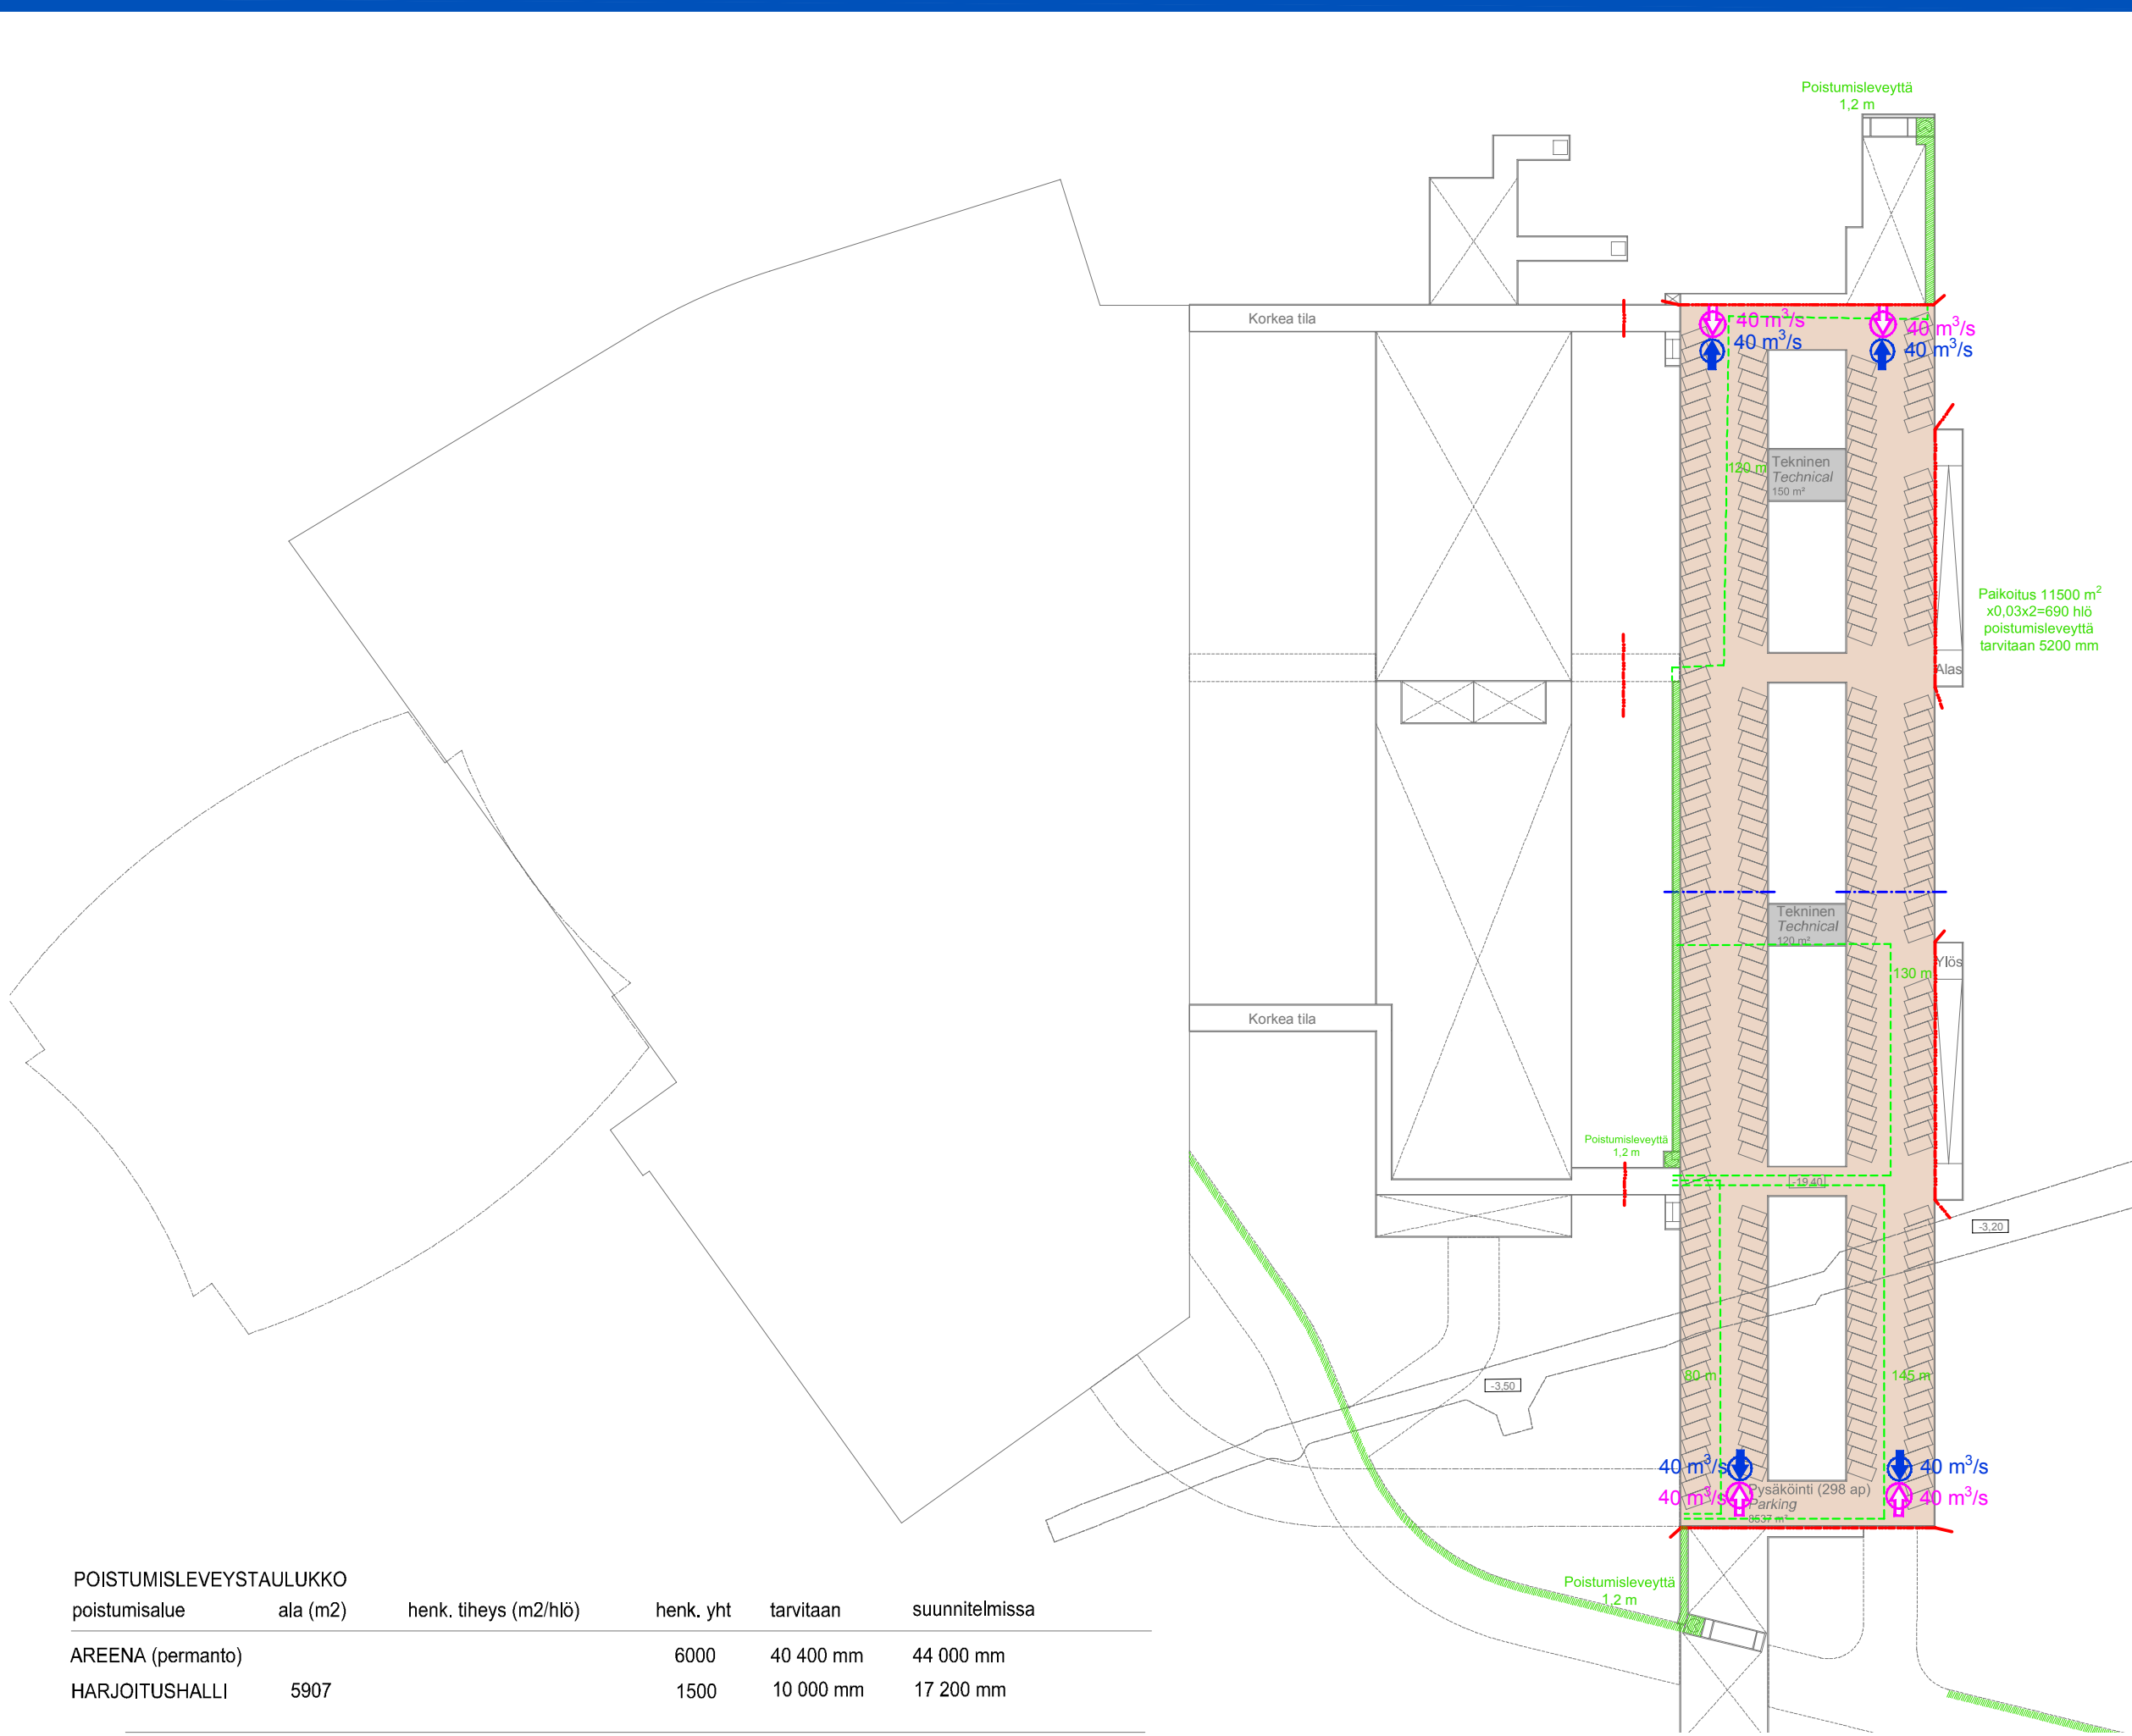 Poistumisleveyttä
1,2 m
Korkea tila
40 m³/s
40 m³/s
40 m³/s
40 m³/s
120 m
Tekninen
Technical
150 m²
Paikoitus 11500 m²
x0,03x2=690 hlö
poistumisleveyttä
tarvitaan 5200 mm
Alas
Tekninen
Technical
120 m²
130 m
Ylös
Korkea tila
Poistumisleveyttä
1,2 m
-19,40
-3,20
80 m
145 m
-3,50
40 m³/s
40 m³/s
40 m³/s
40 m³/s
Pysäköinti (298 ap)
Parking
8537 m²
Poistumisleveyttä
1,2 m
POISTUMISLEVEYSTAULUKKO
poistumisalue ala (m2) henk. tiheys (m2/hlö) henk. yht tarvitaan suunnitelmissa
AREENA (permanto) 6000 40 400 mm 44 000 mm
HARJOITUSHALLI 5907 1500 10 000 mm 17 200 mm